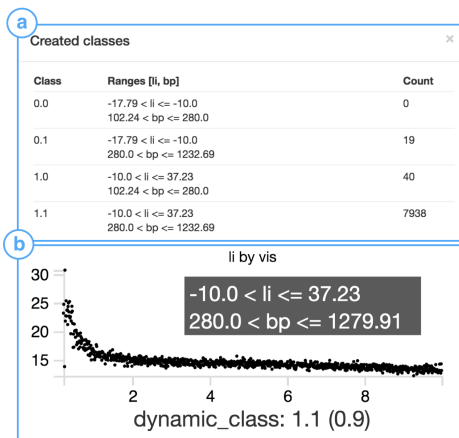 a
Created classes ×
Class Ranges [li, bp] Count
0.0 -17.79 < li <= -10.0 0
102.24 < bp <= 280.0
0.1 -17.79 < li <= -10.0 19
280.0 < bp <= 1232.69
1.0 -10.0 < li <= 37.23 40
102.24 < bp <= 280.0
1.1 -10.0 < li <= 37.23 7938
280.0 < bp <= 1232.69
b
li by vis
30
-10.0 < li <= 37.23
25
280.0 < bp <= 1279.91
20
15
2 4 6 8
dynamic_class: 1.1 (0.9)